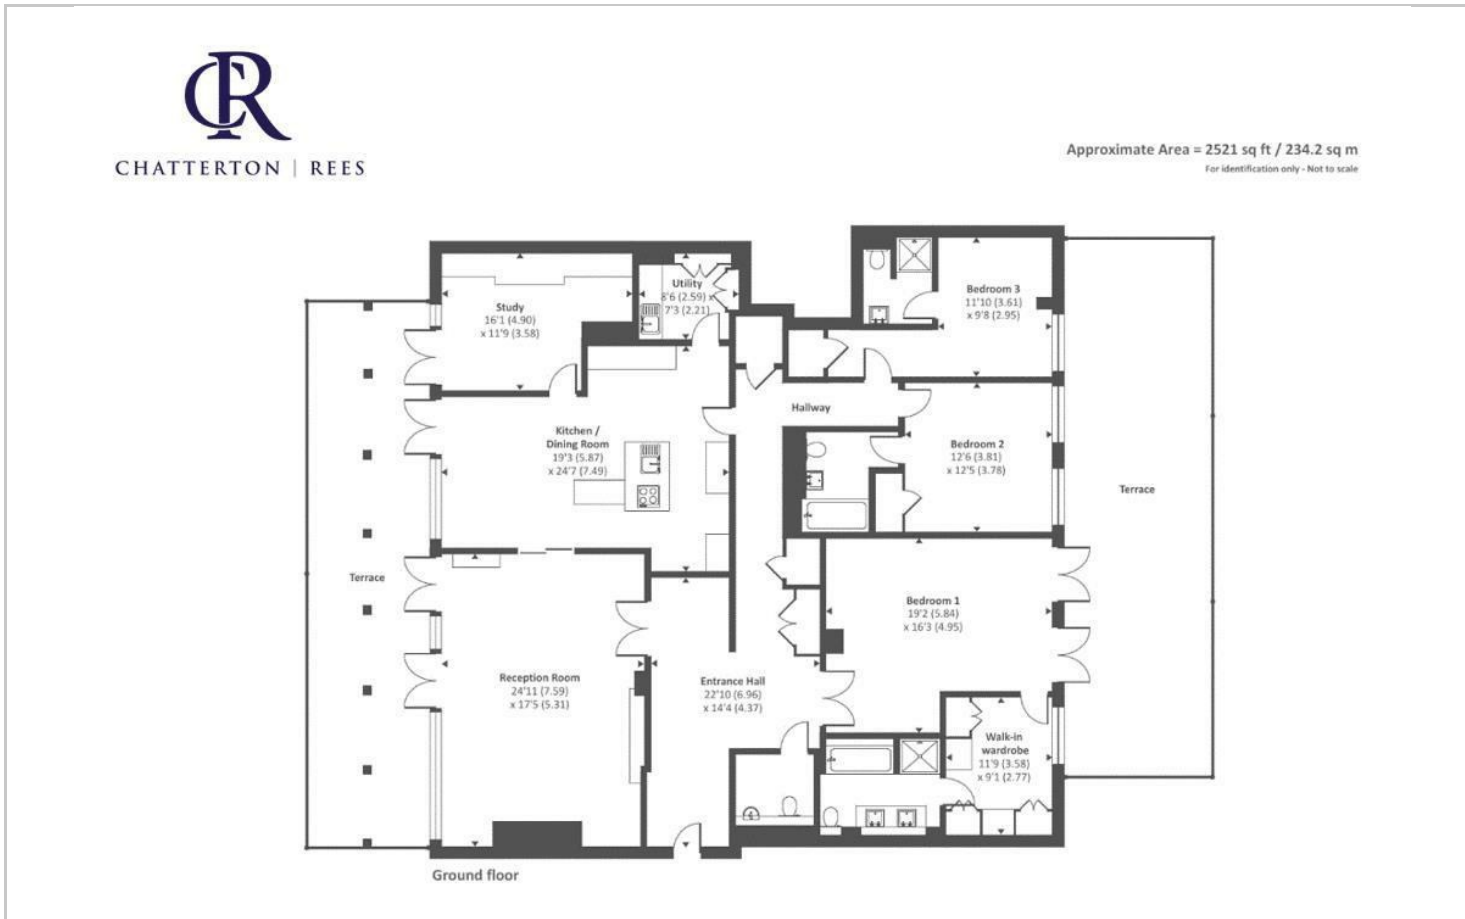 CR
CHATTERTON | REES
Approximate Area = 2521 sq ft / 234.2 sq m
For identification only - Not to scale
Study
16'1 (4.90)
x 11'9 (3.58)
Utility
8'6 (2.59) x
7'3 (2.21)
Bedroom 3
11'10 (3.61)
x 9'8 (2.95)
Hallway
Kitchen /
Dining Room
19'3 (5.87)
x 24'7 (7.49)
Bedroom 2
12'6 (3.81)
x 12'5 (3.78)
Terrace
Terrace
Bedroom 1
19'2 (5.84)
x 16'3 (4.95)
Reception Room
24'11 (7.59)
x 17'5 (5.31)
Entrance Hall
22'10 (6.96)
x 14'4 (4.37)
Walk-in
wardrobe
11'9 (3.58)
x 9'1 (2.77)
Ground floor